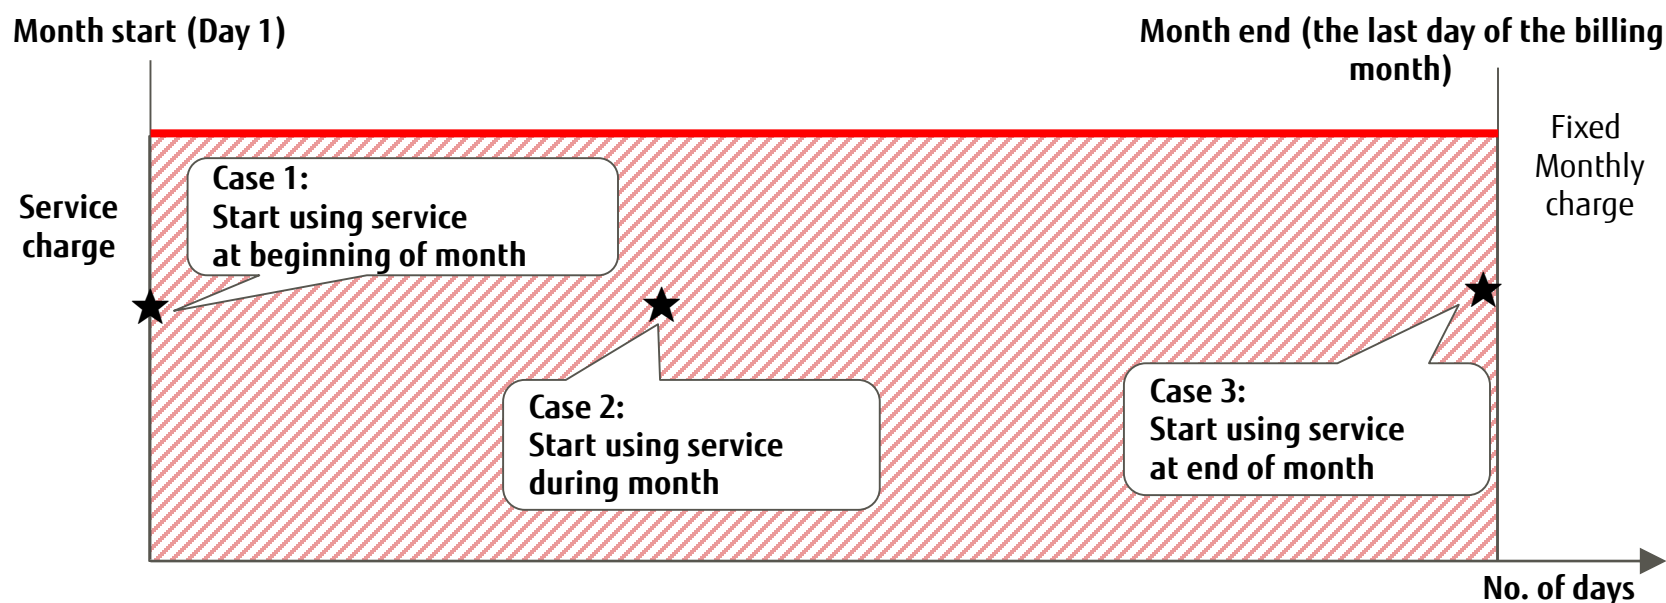 Month start (Day 1)
Month end (the last day of the billing
month)
Fixed
Monthly
charge
Service
charge
Case 1:
Start using service
at beginning of month
Case 2:
Start using service
during month
Case 3:
Start using service
at end of month
No. of days